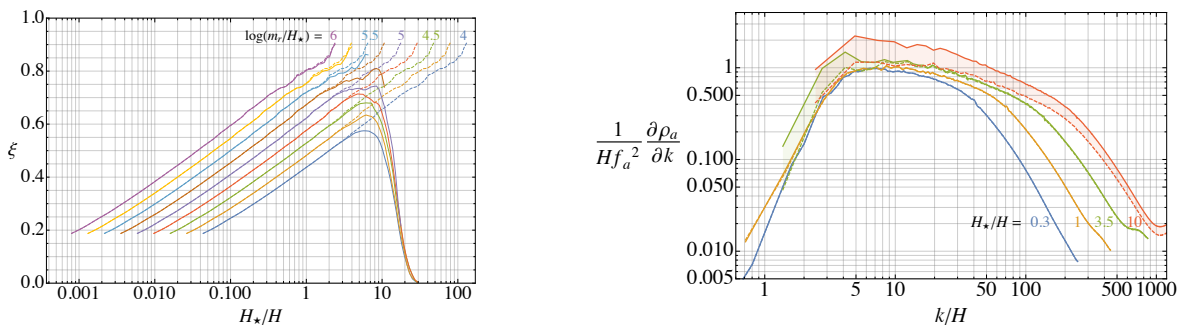 1.0
0.8
0.6
0.4
0.2
0.0
ξ
log(m_r/H_⋆) = 6 5.5 5 4.5 4
0.001 0.010 0.100 1 10 100
H_⋆/H
1
0.500
0.100
0.050
0.010
0.005
1/(H f_a²) ∂ρ_a/∂k
H_⋆/H = 0.3 1 3.5 10
1 5 10 50 100 500 1000
k/H